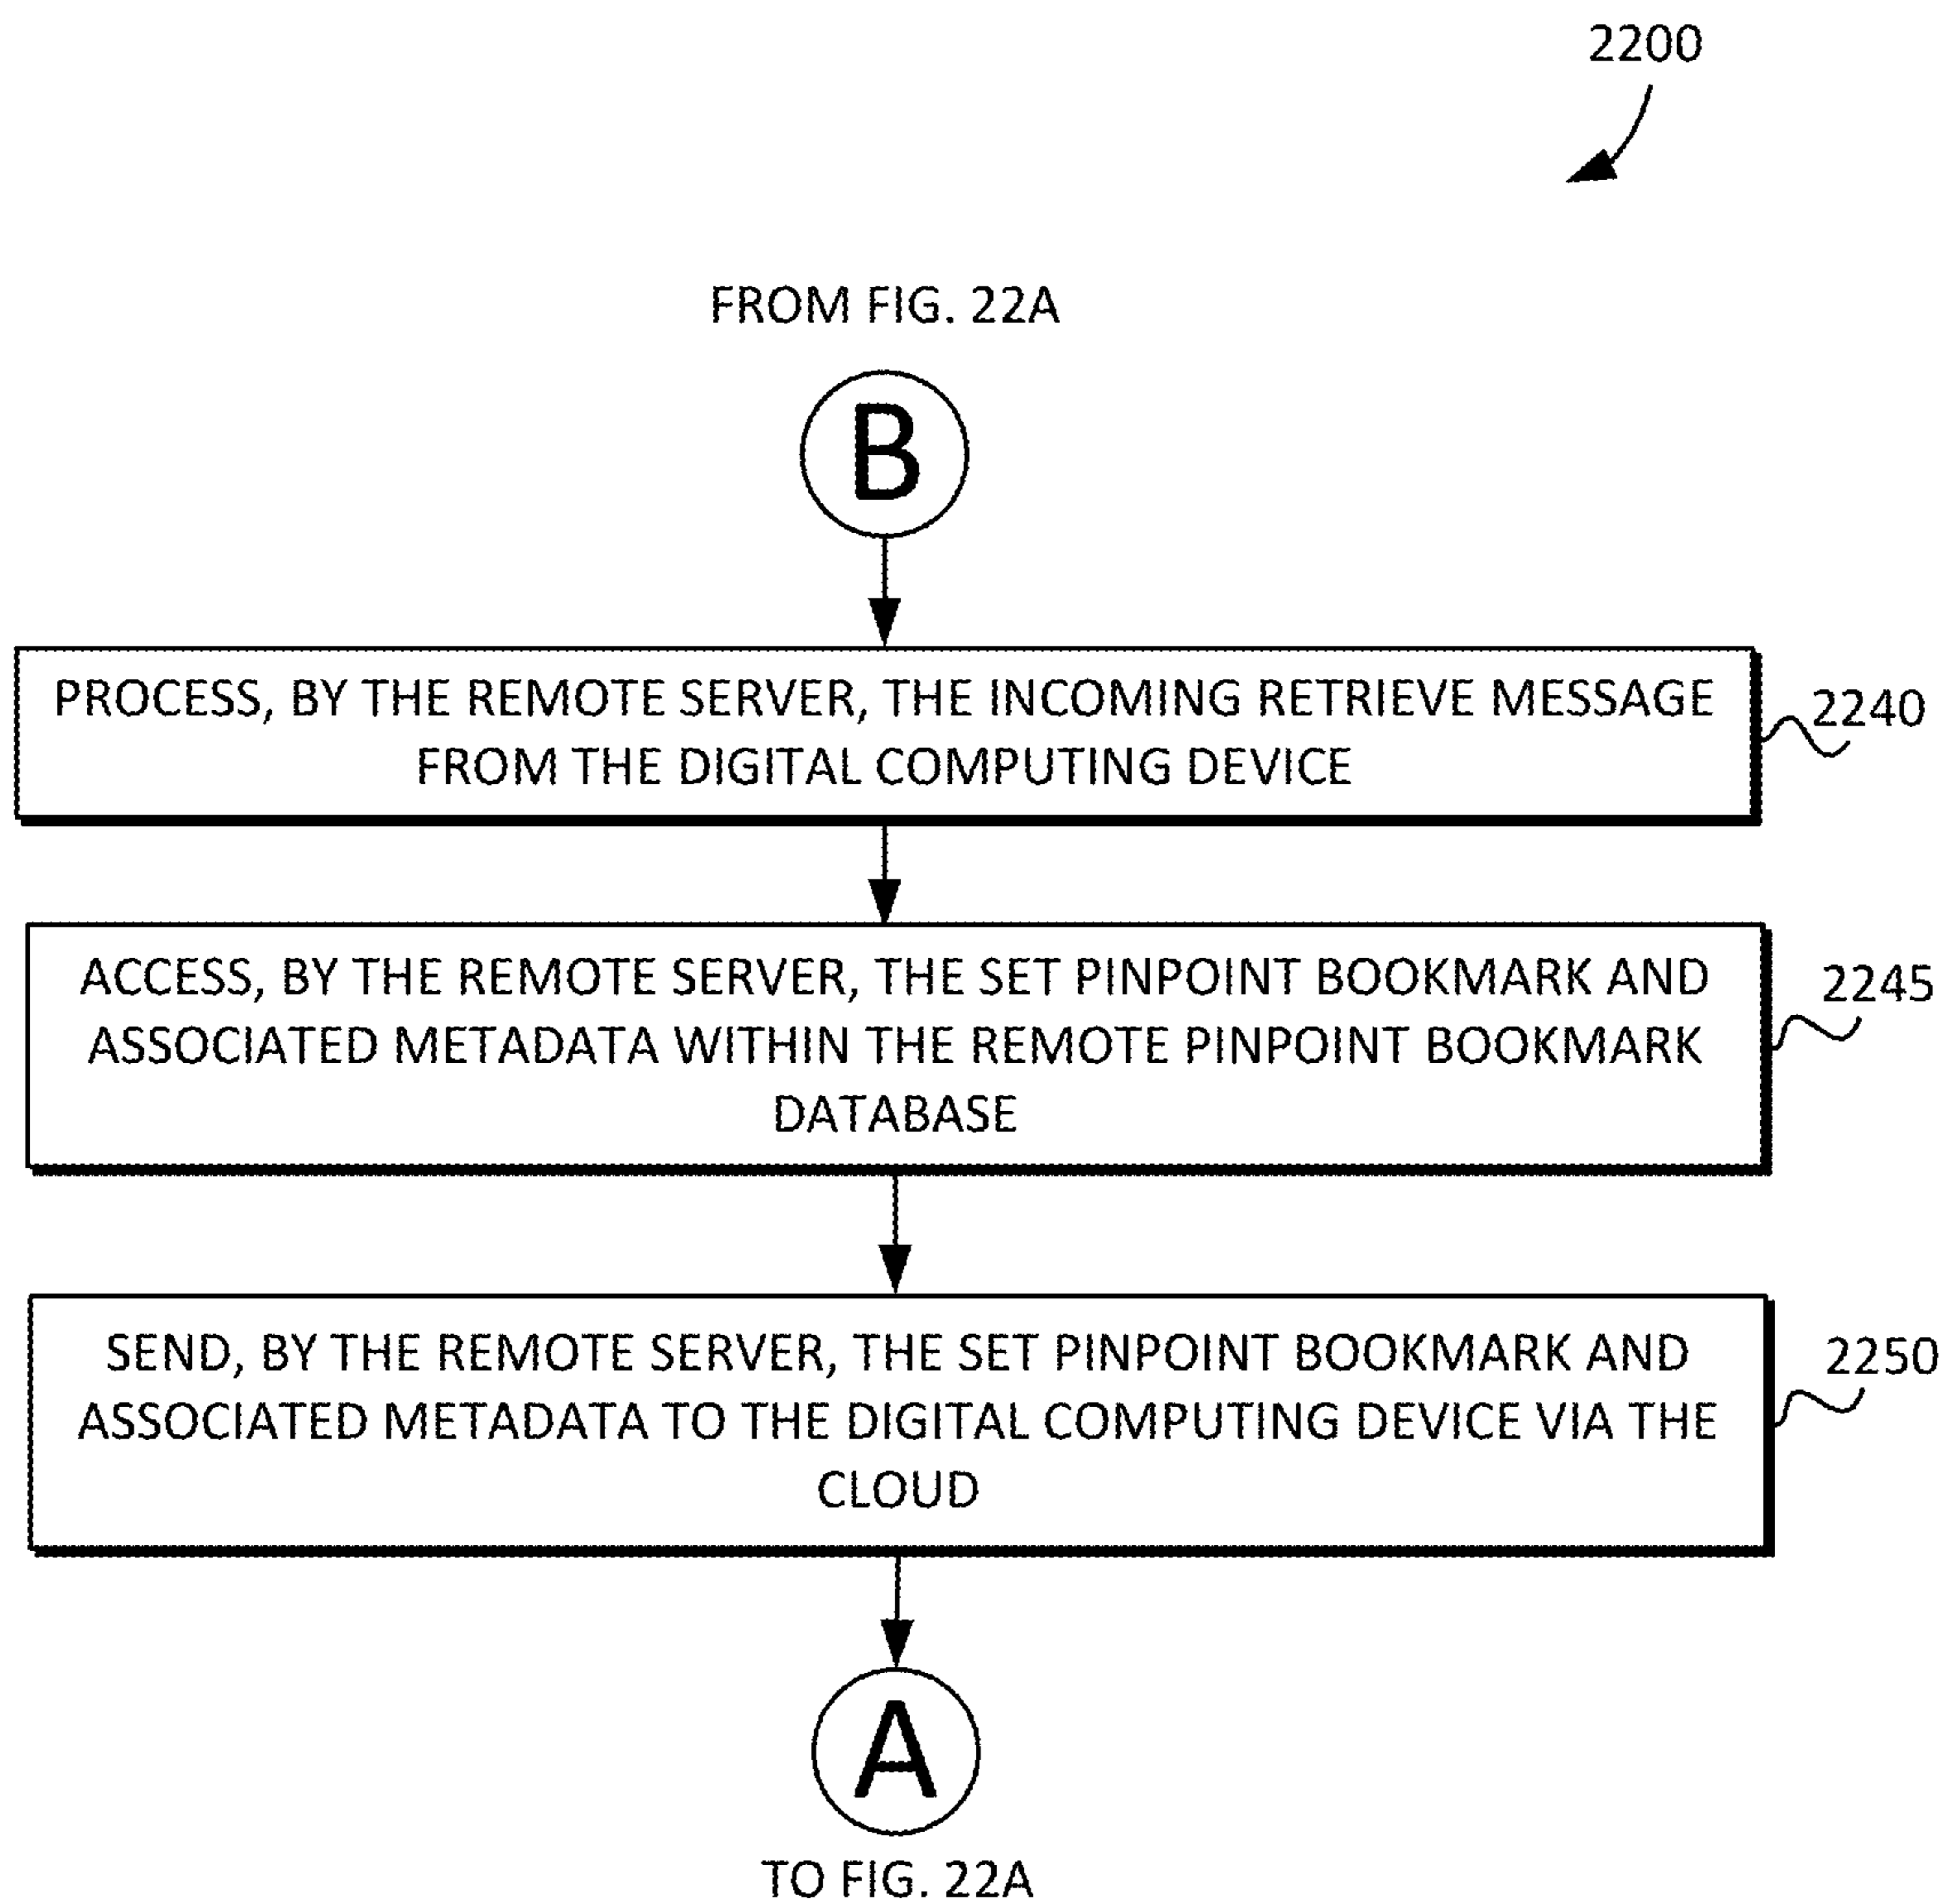 2200
FROM FIG. 22A
B
PROCESS, BY THE REMOTE SERVER, THE INCOMING RETRIEVE MESSAGE
FROM THE DIGITAL COMPUTING DEVICE
2240
ACCESS, BY THE REMOTE SERVER, THE SET PINPOINT BOOKMARK AND
ASSOCIATED METADATA WITHIN THE REMOTE PINPOINT BOOKMARK
DATABASE
2245
SEND, BY THE REMOTE SERVER, THE SET PINPOINT BOOKMARK AND
ASSOCIATED METADATA TO THE DIGITAL COMPUTING DEVICE VIA THE
CLOUD
2250
A
TO FIG. 22A